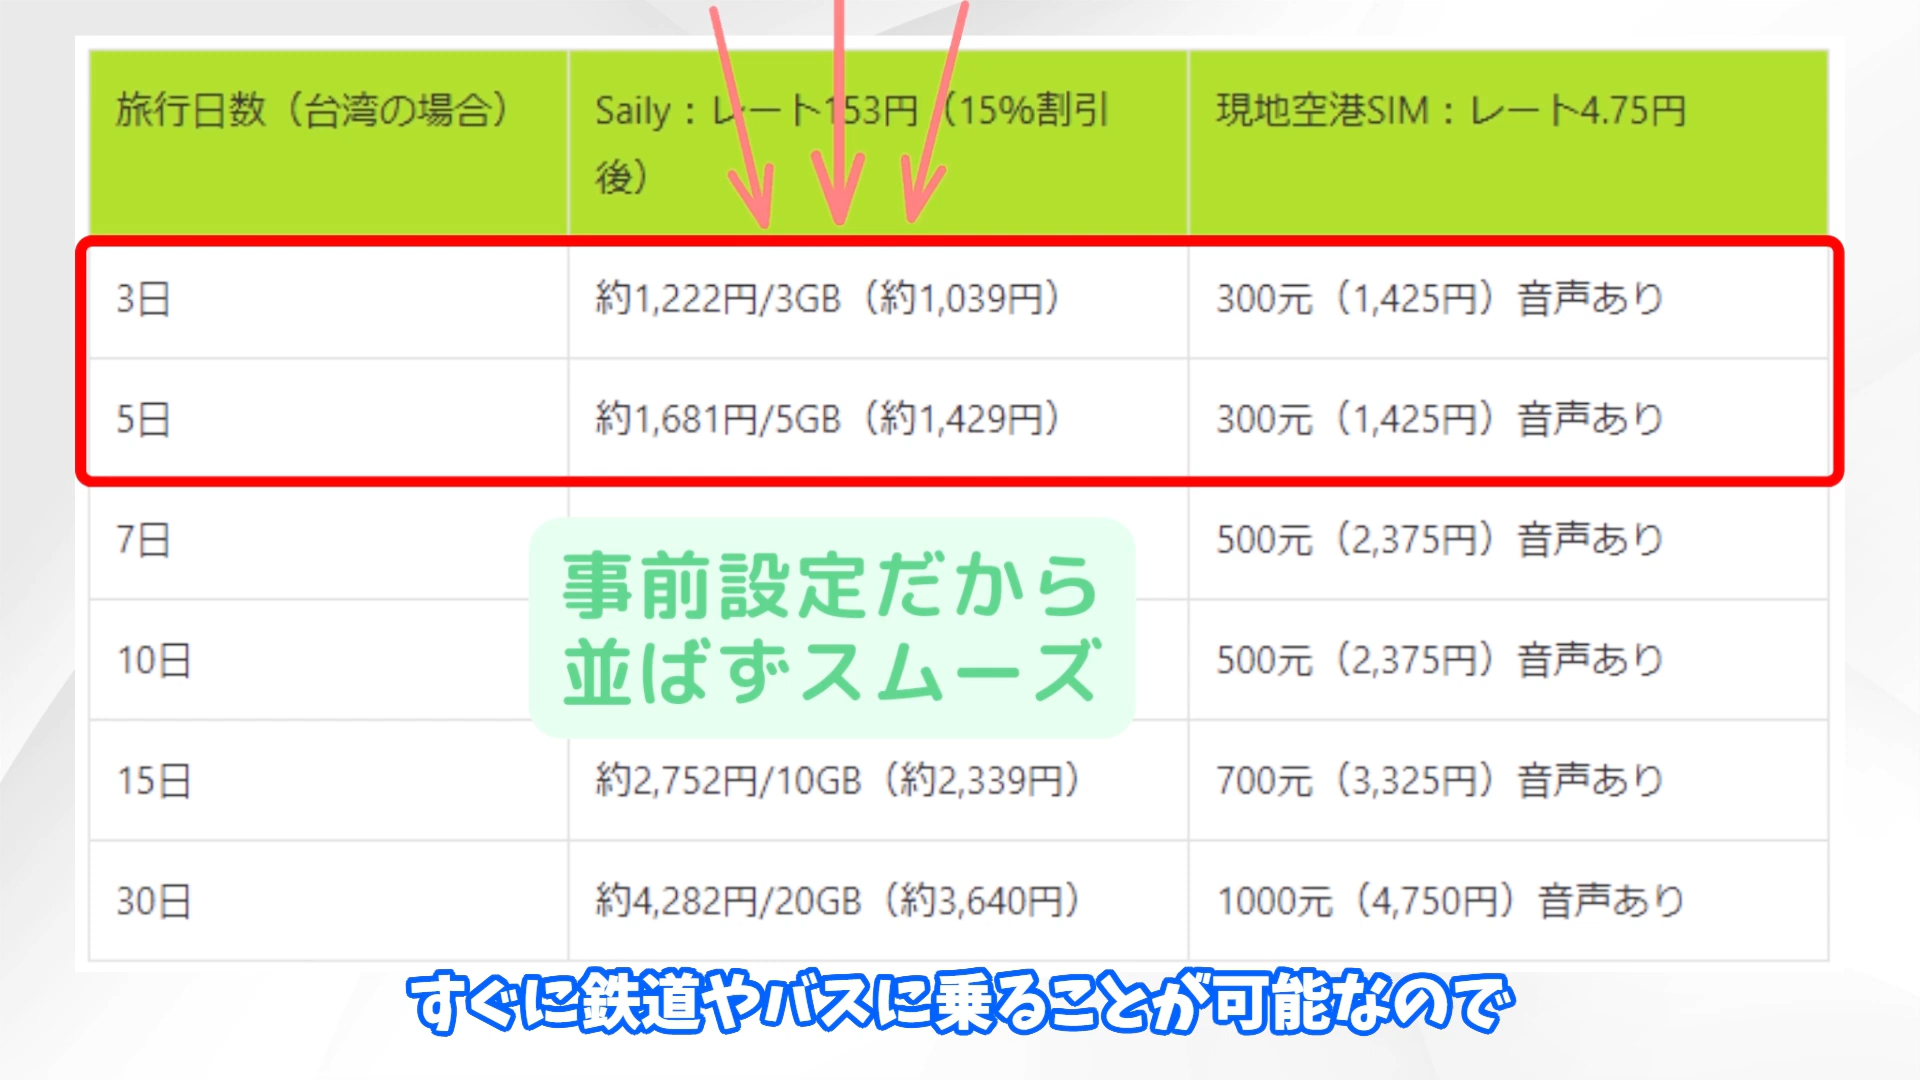 旅行日数（台湾の場合）
Saily：レート153円（15%割引
後）
現地空港SIM：レート4.75円
3日
約1,222円/3GB（約1,039円）
300元（1,425円）音声あり
5日
約1,681円/5GB（約1,429円）
300元（1,425円）音声あり
7日
500元（2,375円）音声あり
事前設定だから
並ばずスムーズ
10日
500元（2,375円）音声あり
15日
約2,752円/10GB（約2,339円）
700元（3,325円）音声あり
30日
約4,282円/20GB（約3,640円）
1000元（4,750円）音声あり
すぐに鉄道やバスに乗ることが可能なので